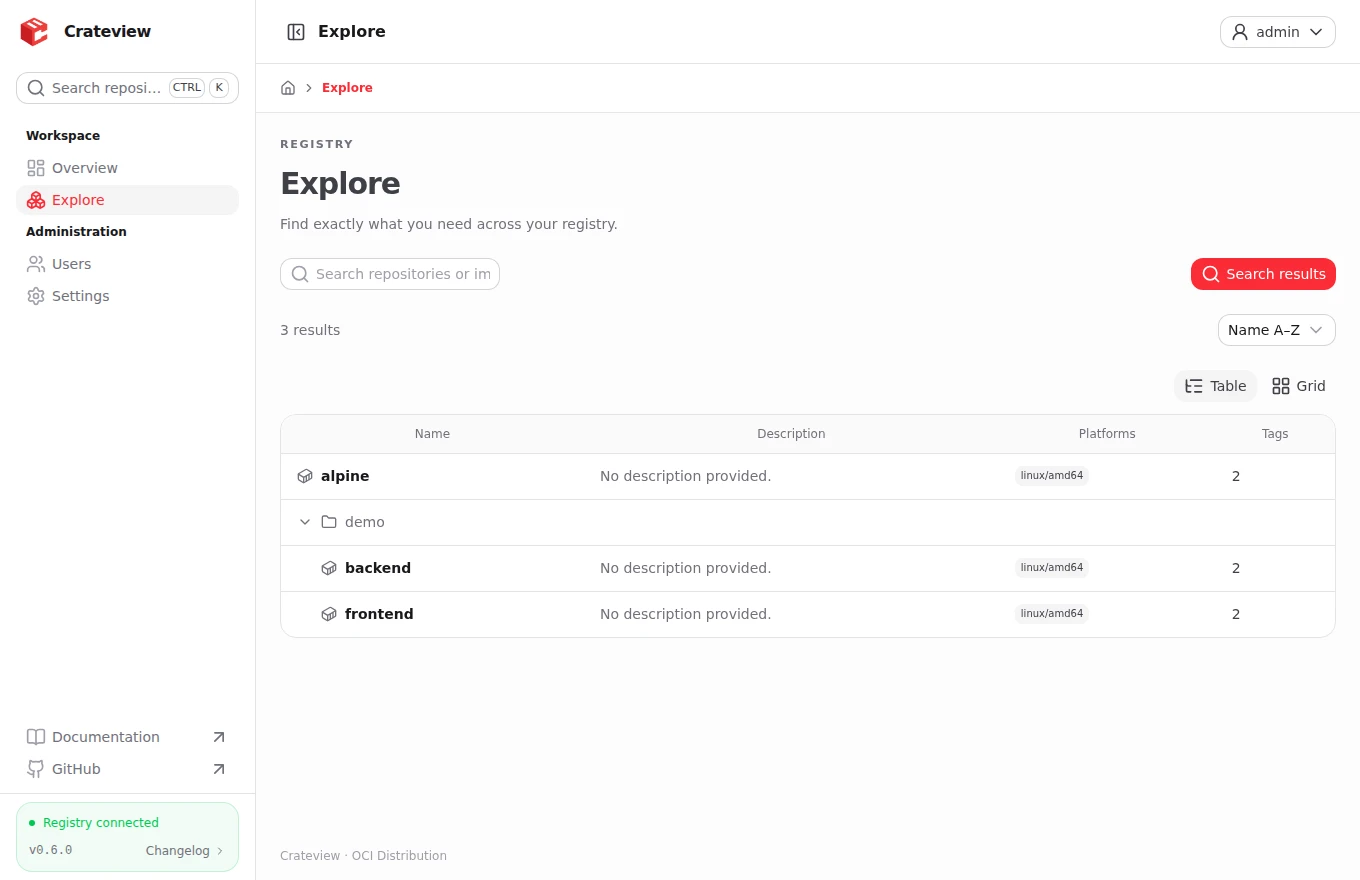 Crateview
Explore
admin
Search reposi… CTRL K
Explore
Workspace
Overview
Explore
Administration
Users
Settings
REGISTRY
Explore
Find exactly what you need across your registry.
Search repositories or im
Search results
3 results
Name A–Z
Table
Grid
Name Description Platforms Tags
alpine No description provided. linux/amd64 2
demo
backend No description provided. linux/amd64 2
frontend No description provided. linux/amd64 2
Documentation
GitHub
Registry connected
v0.6.0 Changelog
Crateview · OCI Distribution